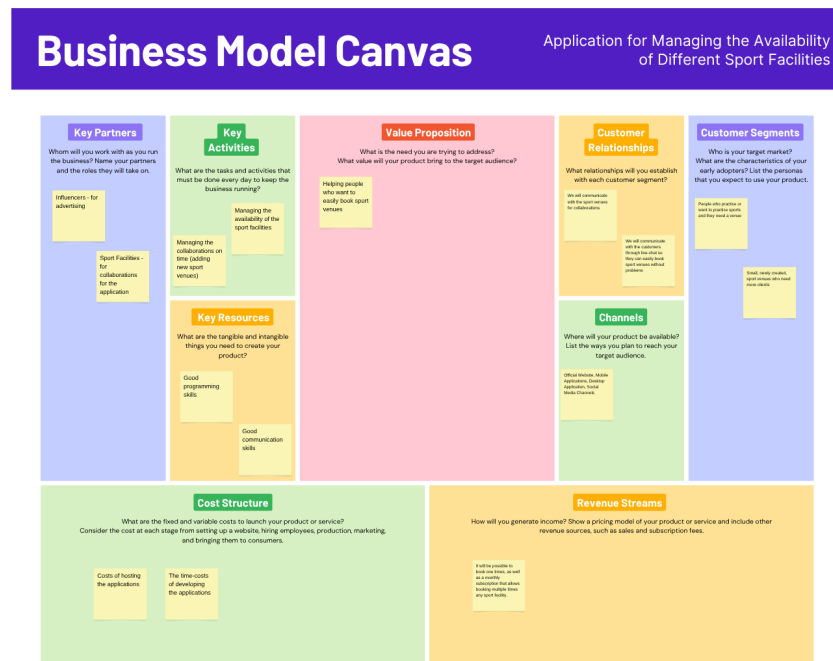 Business Model Canvas
Application for Managing the Availability
of Different Sport Facilities
Key Partners
Whom will you work with as you run
the business? Name your partners
and the roles they will take on.
Influencers - for
advertising
Sport Facilities -
for
collaborations
for the
application
Key
Activities
What are the tasks and activities that
must be done every day to keep the
business running?
Managing the
availability of the
sport facilities
Managing the
collaborations on
time (adding
new sport
venues)
Key Resources
What are the tangible and intangible
things you need to create your
product?
Good
programming
skills
Good
communication
skills
Value Proposition
What is the need you are trying to address?
What value will your product bring to the target audience?
Helping people
who want to
easily book sport
venues
Customer
Relationships
What relationships will you establish
with each customer segment?
We will communicate
with the sport venues
for collaborations
We will communicate
with the customers
through live chat so
they can easily book
sport venues without
problems
Channels
Where will your product be available?
List the ways you plan to reach your
target audience.
Official Website, Mobile
Applications, Desktop
Application, Social
Media Channels
Customer Segments
Who is your target market?
What are the characteristics of your
early adopters? List the personas
that you expect to use your product.
People who practice or
want to practice sports
and they need a venue
Small, newly created,
sport venues who need
more clients
Cost Structure
What are the fixed and variable costs to launch your product or service?
Consider the cost at each stage from setting up a website, hiring employees, production, marketing,
and bringing them to consumers.
Costs of hosting
the applications
The time-costs
of developing
the applications
Revenue Streams
How will you generate income? Show a pricing model of your product or service and include other
revenue sources, such as sales and subscription fees.
It will be possible to
book one times, as well
as a monthly
subscription that allows
booking multiple times
any sport facility.